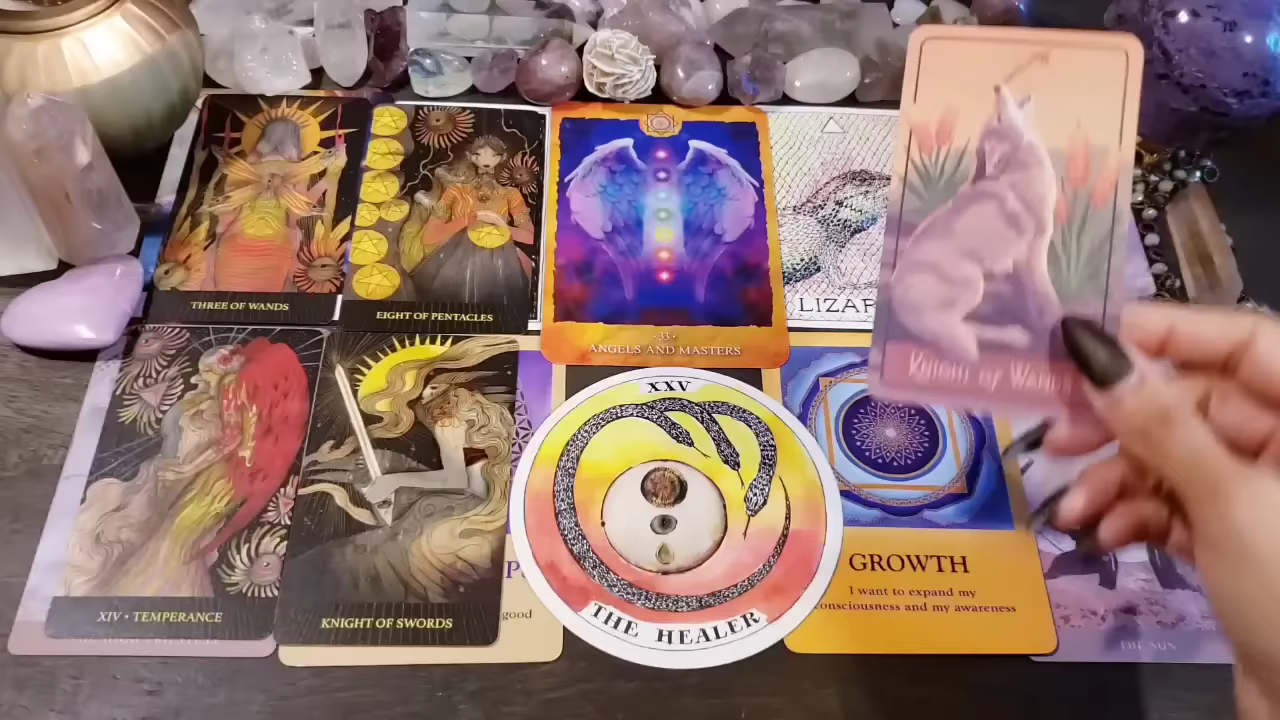 THREE OF WANDS
EIGHT OF PENTACLES
·33·
ANGELS AND MASTERS
LIZAR
Knight of Wand
XXV
THE HEALER
XIV • TEMPERANCE
KNIGHT OF SWORDS
good
GROWTH
I want to expand my
consciousness and my awareness
THE SUN